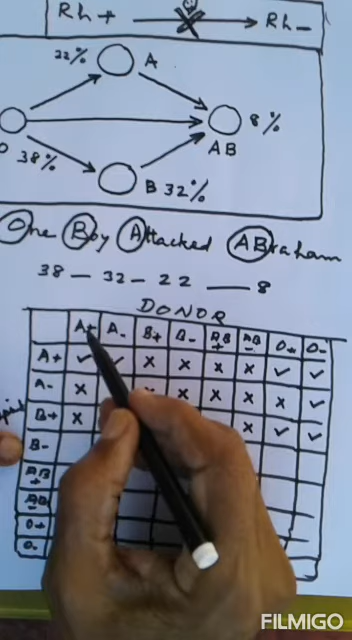 Rh+ Rh-
22% A
8%
AB
O 38%
B 32%
One Boy Attacked ABraham
38 — 32 — 22 — 8
DONOR
A+ A- B+ B- AB+ AB- O+ O-
A+ ✓ ✓ x x x x ✓ ✓
A- x x x x x x ✓
B+ x x ✓ ✓
B-
AB+
AB-
O+
O-
FILMIGO